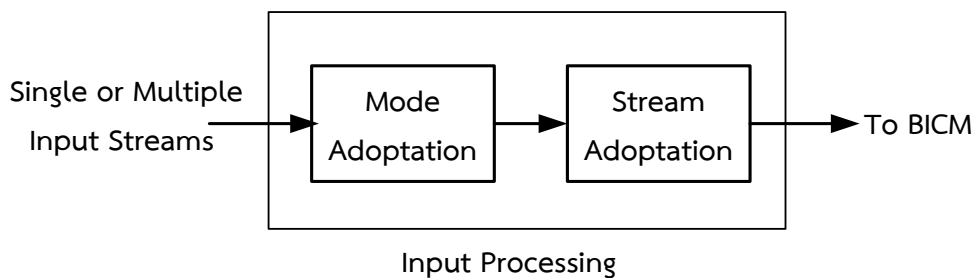 Single or Multiple
Input Streams
Mode
Adoptation
Stream
Adoptation
To BICM
Input Processing